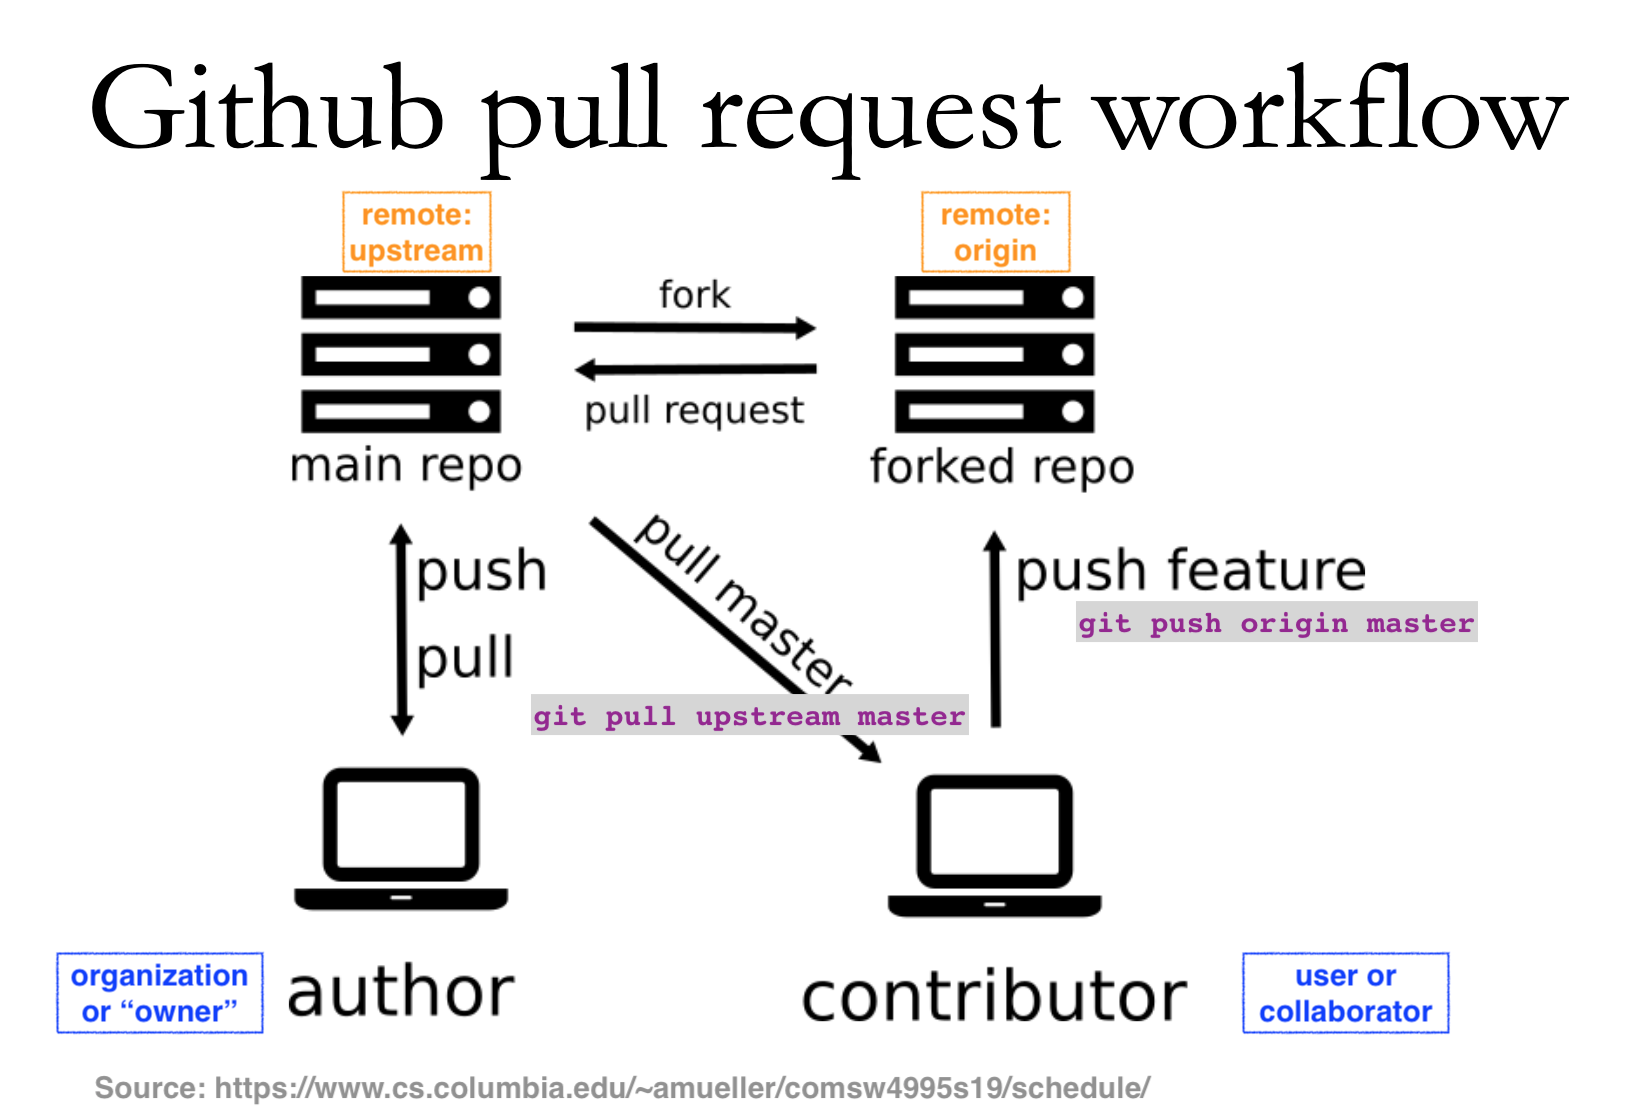 Github pull request workflow
remote:
upstream
remote:
origin
fork
pull request
main repo
forked repo
push
pull
pull master
git pull upstream master
push feature
git push origin master
organization
or “owner”
author
contributor
user or
collaborator
Source: https://www.cs.columbia.edu/~amueller/comsw4995s19/schedule/